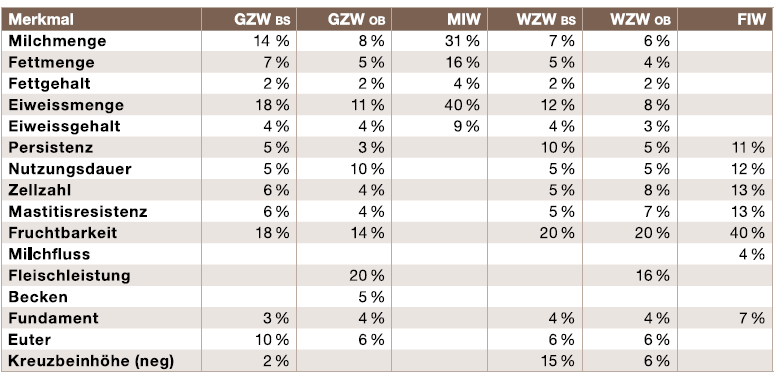 Merkmal GZW BS GZW OB MIW WZW BS WZW OB FIW
Milchmenge 14 % 8 % 31 % 7 % 6 %
Fettmenge 7 % 5 % 16 % 5 % 4 %
Fettgehalt 2 % 2 % 4 % 2 % 2 %
Eiweissmenge 18 % 11 % 40 % 12 % 8 %
Eiweissgehalt 4 % 4 % 9 % 4 % 3 %
Persistenz 5 % 3 % 10 % 5 % 11 %
Nutzungsdauer 5 % 10 % 5 % 5 % 12 %
Zellzahl 6 % 4 % 5 % 8 % 13 %
Mastitisresistenz 6 % 4 % 5 % 7 % 13 %
Fruchtbarkeit 18 % 14 % 20 % 20 % 40 %
Milchfluss 4 %
Fleischleistung 20 % 16 %
Becken 5 %
Fundament 3 % 4 % 4 % 4 % 7 %
Euter 10 % 6 % 6 % 6 %
Kreuzbeinhöhe (neg) 2 % 15 % 6 %